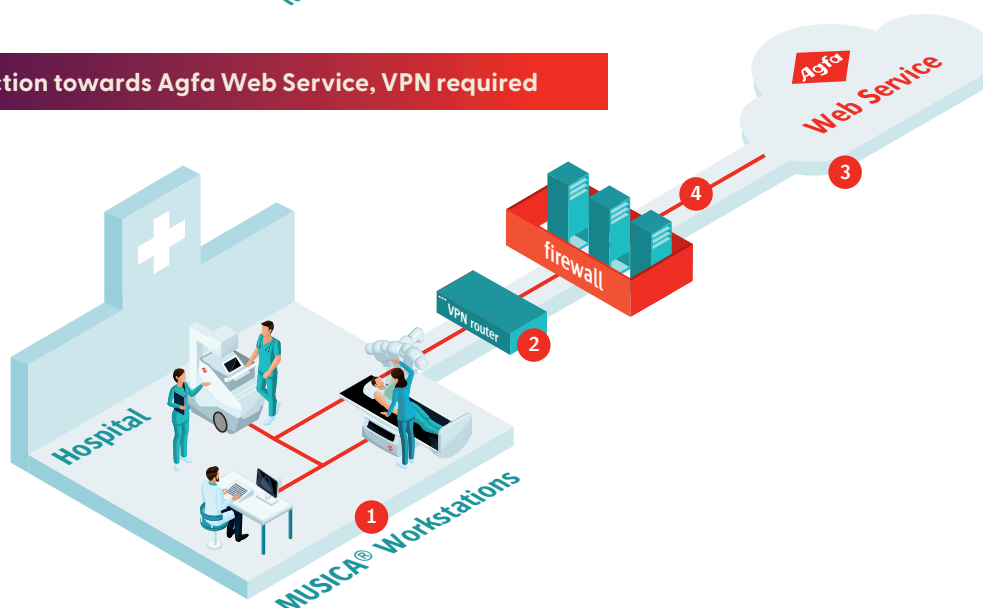 ction towards Agfa Web Service, VPN required
Agfa
Web Service
3
4
firewall
VPN router
2
Hospital
1
MUSICA® Workstations